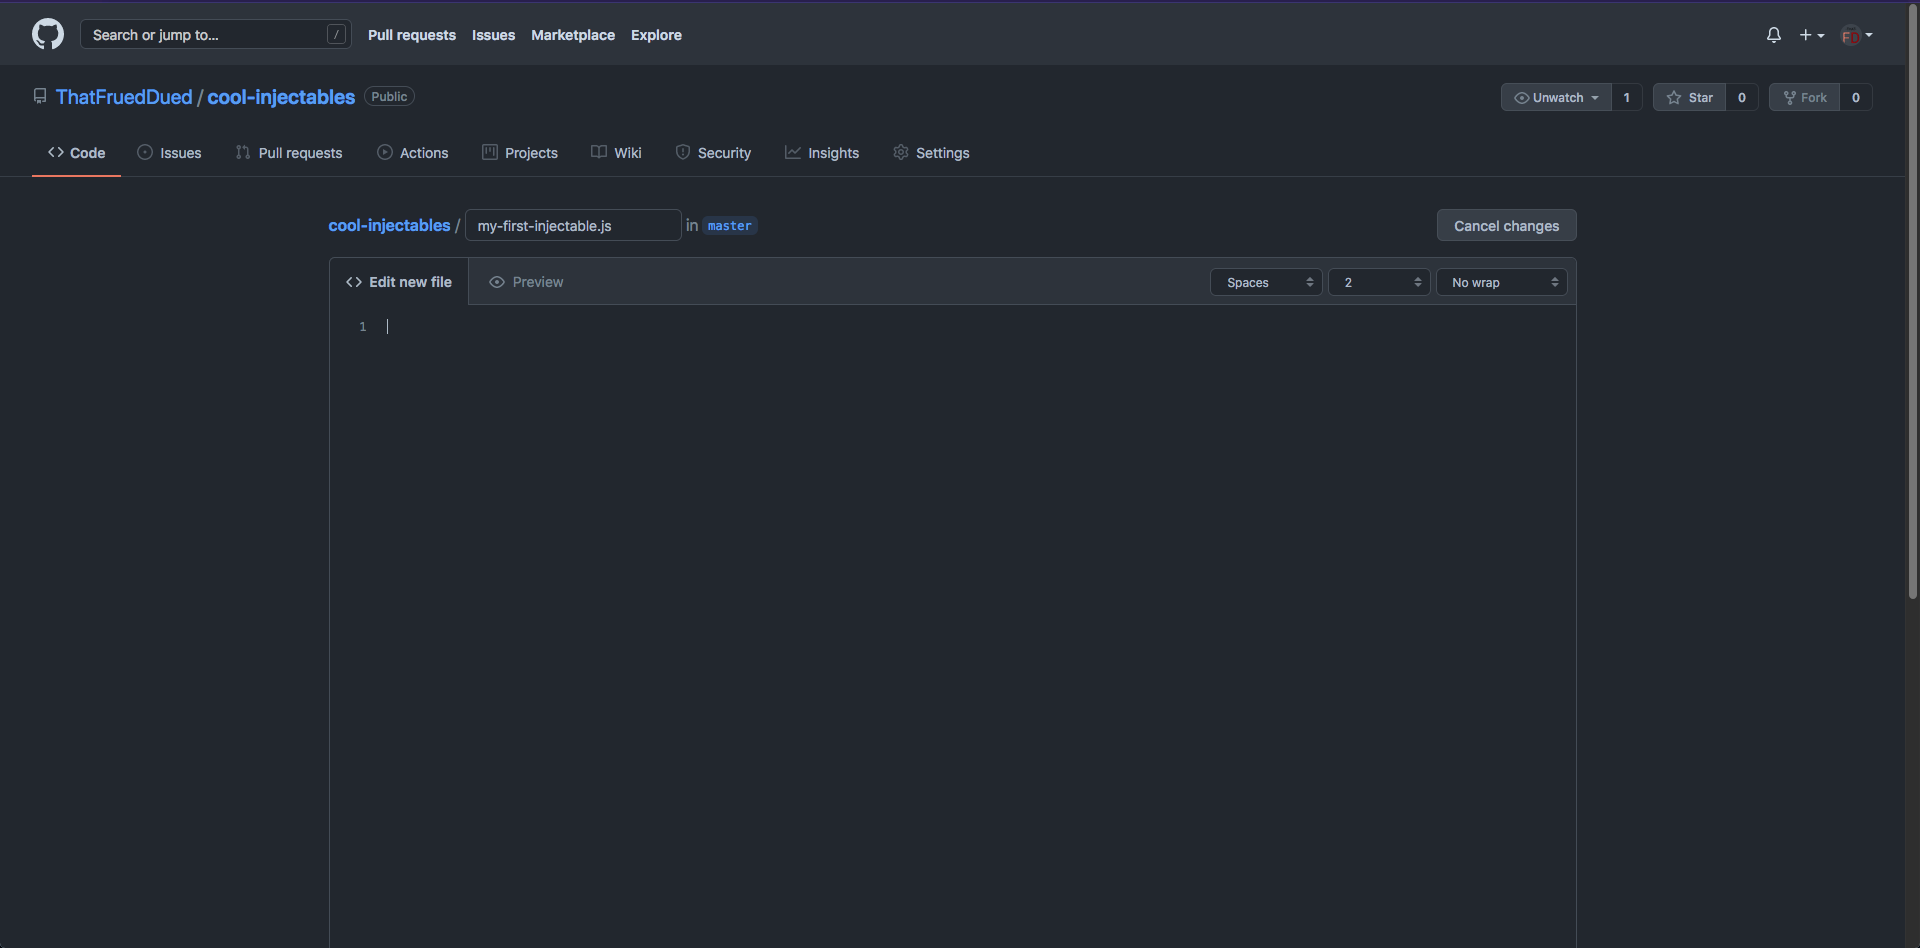 Search or jump to... / Pull requests Issues Marketplace Explore
ThatFruedDued / cool-injectables Public Unwatch 1 Star 0 Fork 0
Code Issues Pull requests Actions Projects Wiki Security Insights Settings
cool-injectables / my-first-injectable.js in master Cancel changes
Edit new file Preview Spaces 2 No wrap
1